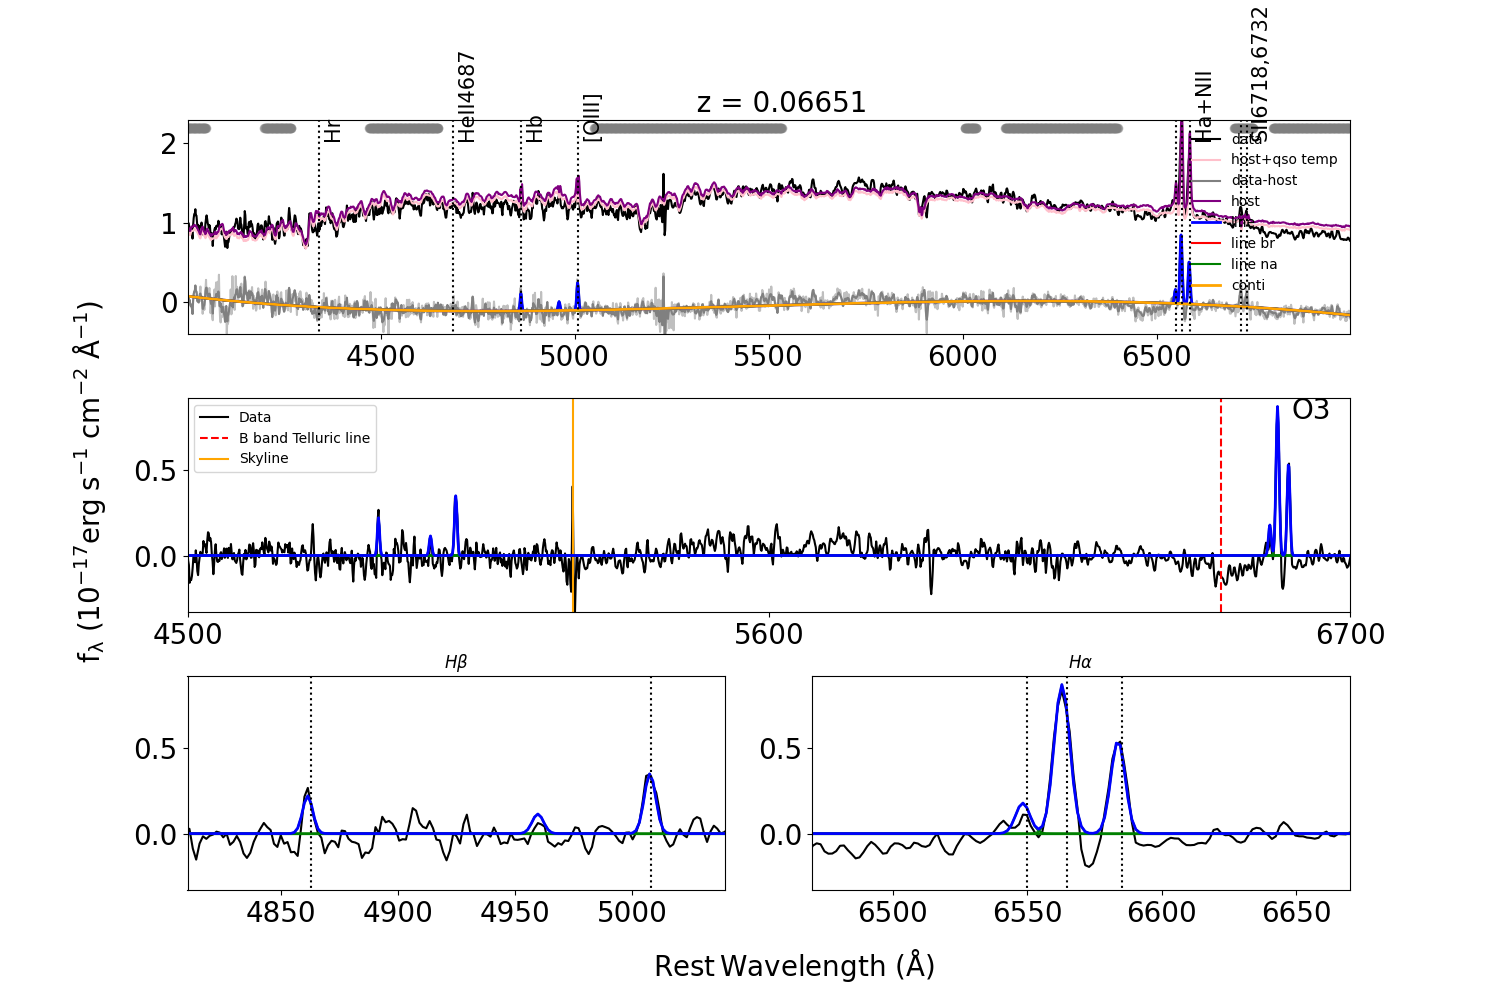 z = 0.06651
Hr
HeII4687
Hb
[OIII]
Ha+NII
SII6718,6732
data
host+qso temp
data-host
host
line br
line na
conti
2
1
0
4500 5000 5500 6000 6500
Data
B band Telluric line
Skyline
O3
0.5
0.0
4500 5600 6700
fλ (10−17erg s−1 cm−2 Å−1)
Hβ
0.5
0.0
4850 4900 4950 5000
Hα
0.5
0.0
6500 6550 6600 6650
Rest Wavelength (Å)